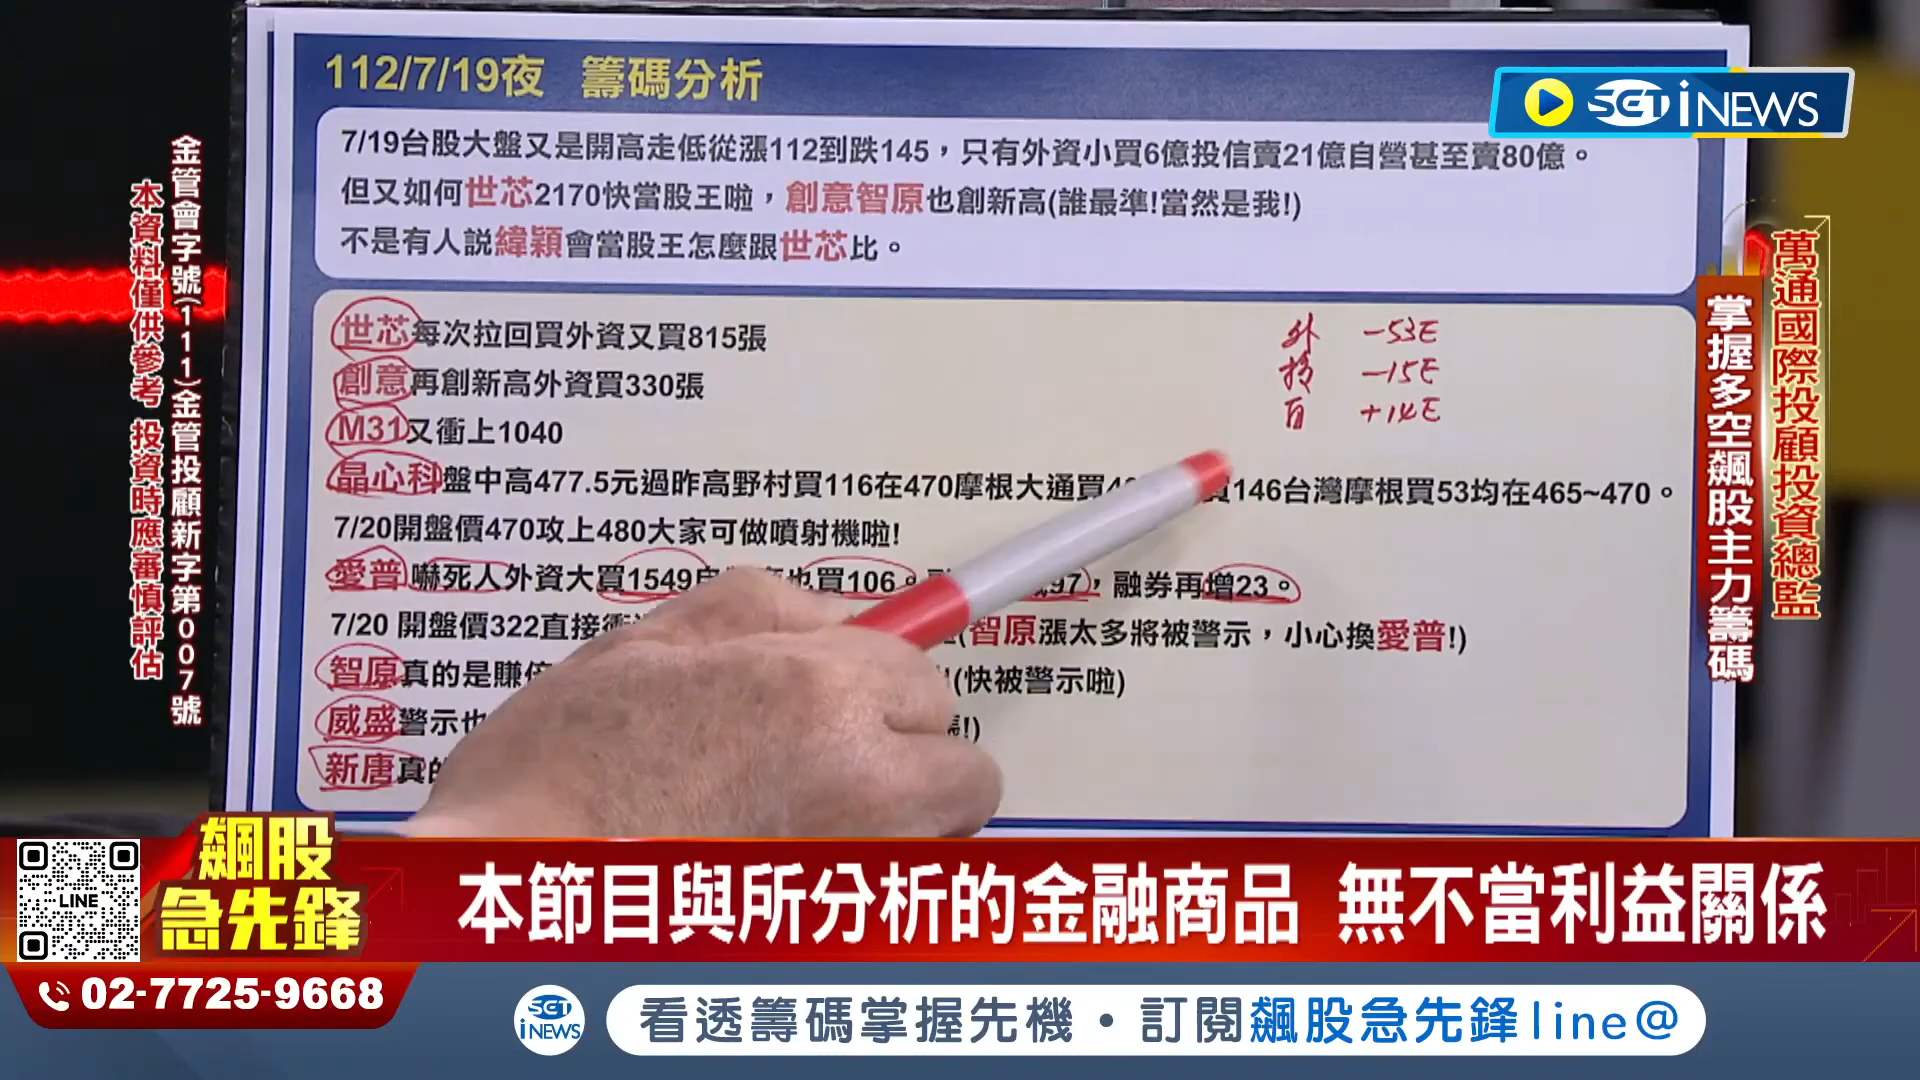 112/7/19夜 籌碼分析
7/19台股大盤又是開高走低從漲112到跌145，只有外資小買6億投信賣21億自營甚至賣80億。
但又如何世芯2170快當股王啦，創意智原也創新高(誰最準!當然是我!)
不是有人説緯穎會當股王怎麼跟世芯比。
世芯每次拉回買外資又買815張
創意再創新高外資買330張
M31又衝上1040
晶心科盤中高477.5元過昨高野村買116在470摩根大通買 146台灣摩根買53均在465~470。
7/20開盤價470攻上480大家可做噴射機啦!
愛普嚇死人外資大買1549 也買106。 97，融券再增23。
7/20 開盤價322直接 (智原漲太多將被警示，小心換愛普!)
智原真的是賺 !(快被警示啦)
威盛警示也 !)
新唐真
外 -53E
投 -15E
自 +14E
SETi NEWS
金管會字號(111)金管投顧新字第007號
本資料僅供參考 投資時應審慎評估
萬通國際投顧投資總監
掌握多空飆股主力籌碼
LINE
飆股
急先鋒
本節目與所分析的金融商品 無不當利益關係
02-7725-9668
SET
iNEWS
看透籌碼掌握先機・訂閱飆股急先鋒line@